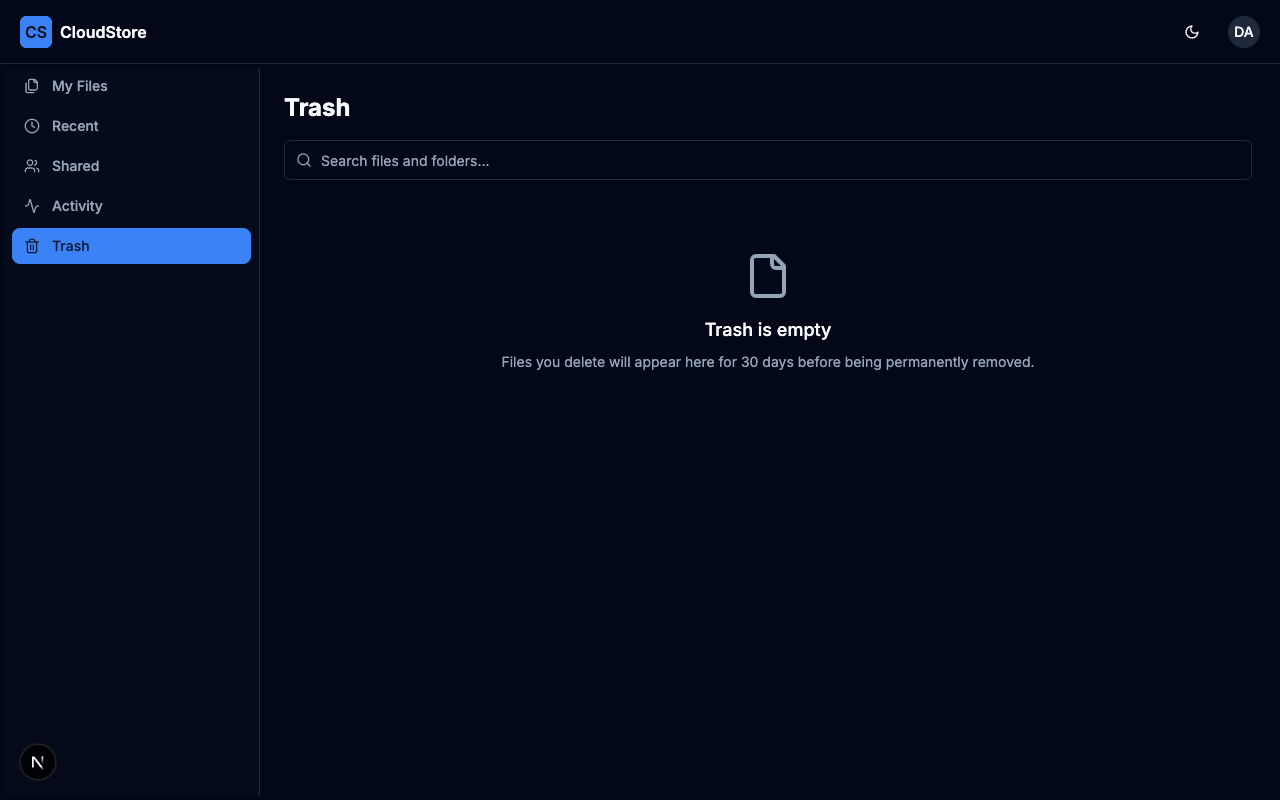 CS CloudStore
DA
My Files
Recent
Shared
Activity
Trash
Trash
Search files and folders...
Trash is empty
Files you delete will appear here for 30 days before being permanently removed.
N